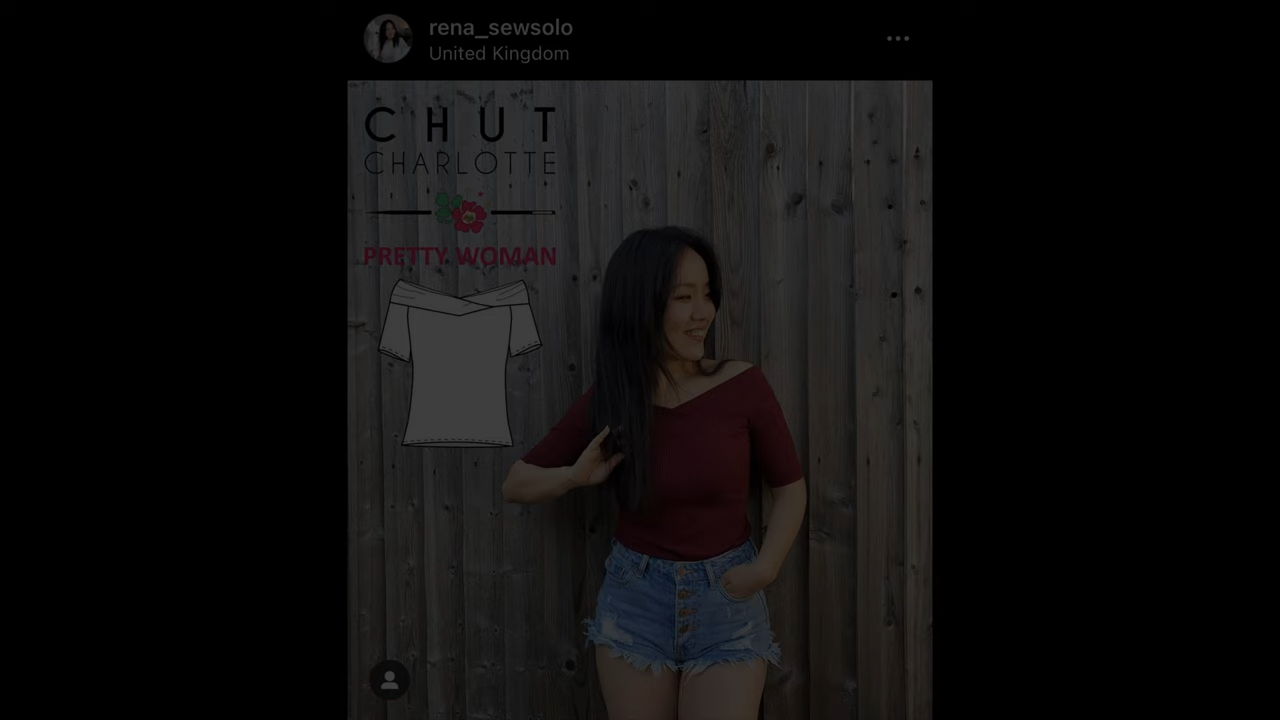 rena_sewsolo
United Kingdom
CHUT
CHARLOTTE
PRETTY WOMAN